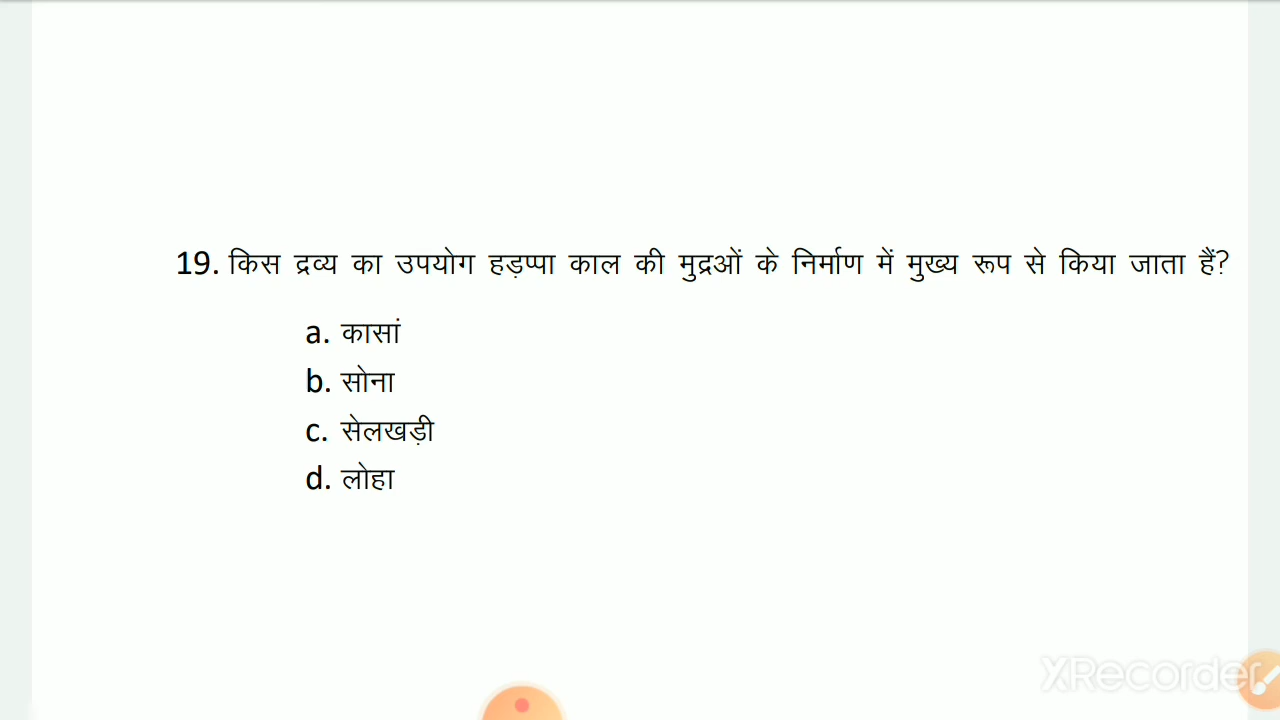 19. किस द्रव्य का उपयोग हड़प्पा काल की मुद्रओं के निर्माण में मुख्य रूप से किया जाता हैं?
a. कासां
b. सोना
c. सेलखड़ी
d. लोहा
XRecorder